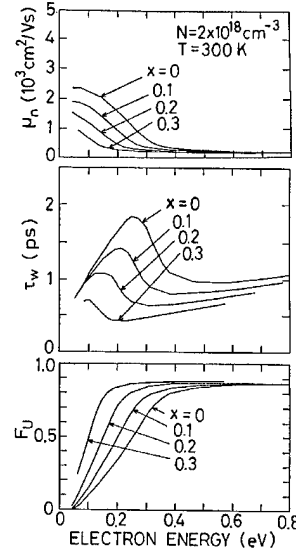 N=2×10¹⁸cm⁻³
T = 300 K
μn (10³cm²/Vs)
3
2
1
0
x = 0
0.1
0.2
0.3
τw (ps)
2
1
0
x = 0
0.1
0.2
0.3
FU
1.0
0.5
0
x = 0
0.1
0.2
0.3
0 0.2 0.4 0.6 0.8
ELECTRON ENERGY (eV)